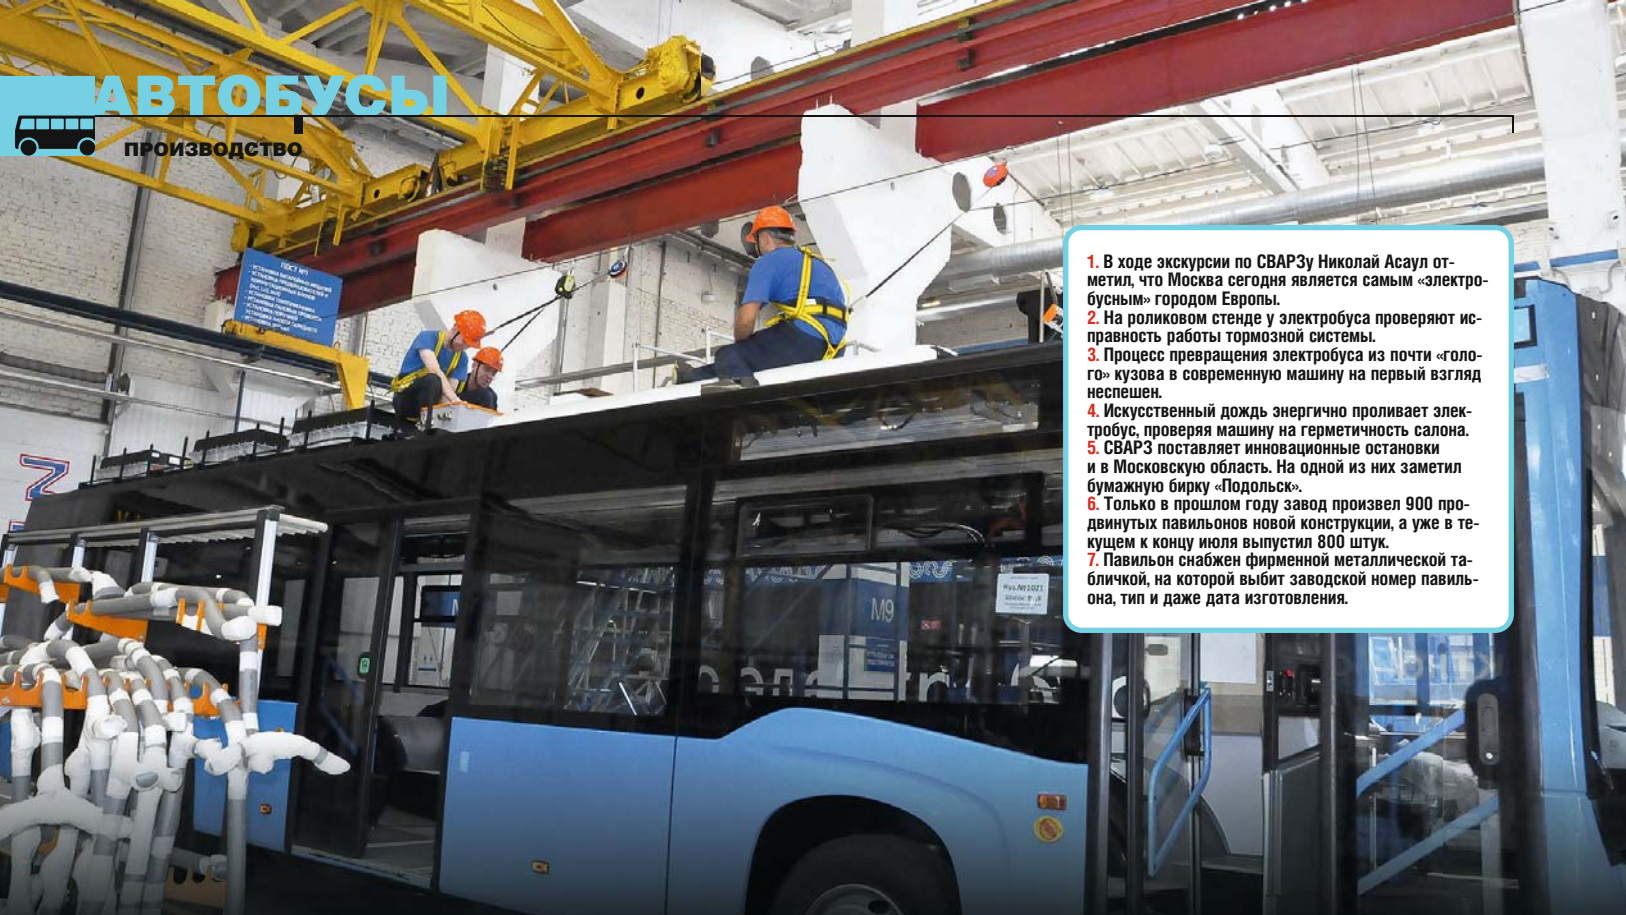 АВТОБУСЫ
ПРОИЗВОДСТВО
ПОСТ №1
1. В ходе экскурсии по СВАРЗу Николай Асаул от-
метил, что Москва сегодня является самым «электро-
бусным» городом Европы.
2. На роликовом стенде у электробуса проверяют ис-
правность работы тормозной системы.
3. Процесс превращения электробуса из почти «голо-
го» кузова в современную машину на первый взгляд
неспешен.
4. Искусственный дождь энергично проливает элек-
тробус, проверяя машину на герметичность салона.
5. СВАРЗ поставляет инновационные остановки
и в Московскую область. На одной из них заметил
бумажную бирку «Подольск».
6. Только в прошлом году завод произвел 900 про-
двинутых павильонов новой конструкции, а уже в те-
кущем к концу июля выпустил 800 штук.
7. Павильон снабжен фирменной металлической та-
бличкой, на которой выбит заводской номер павиль-
она, тип и даже дата изготовления.
М9